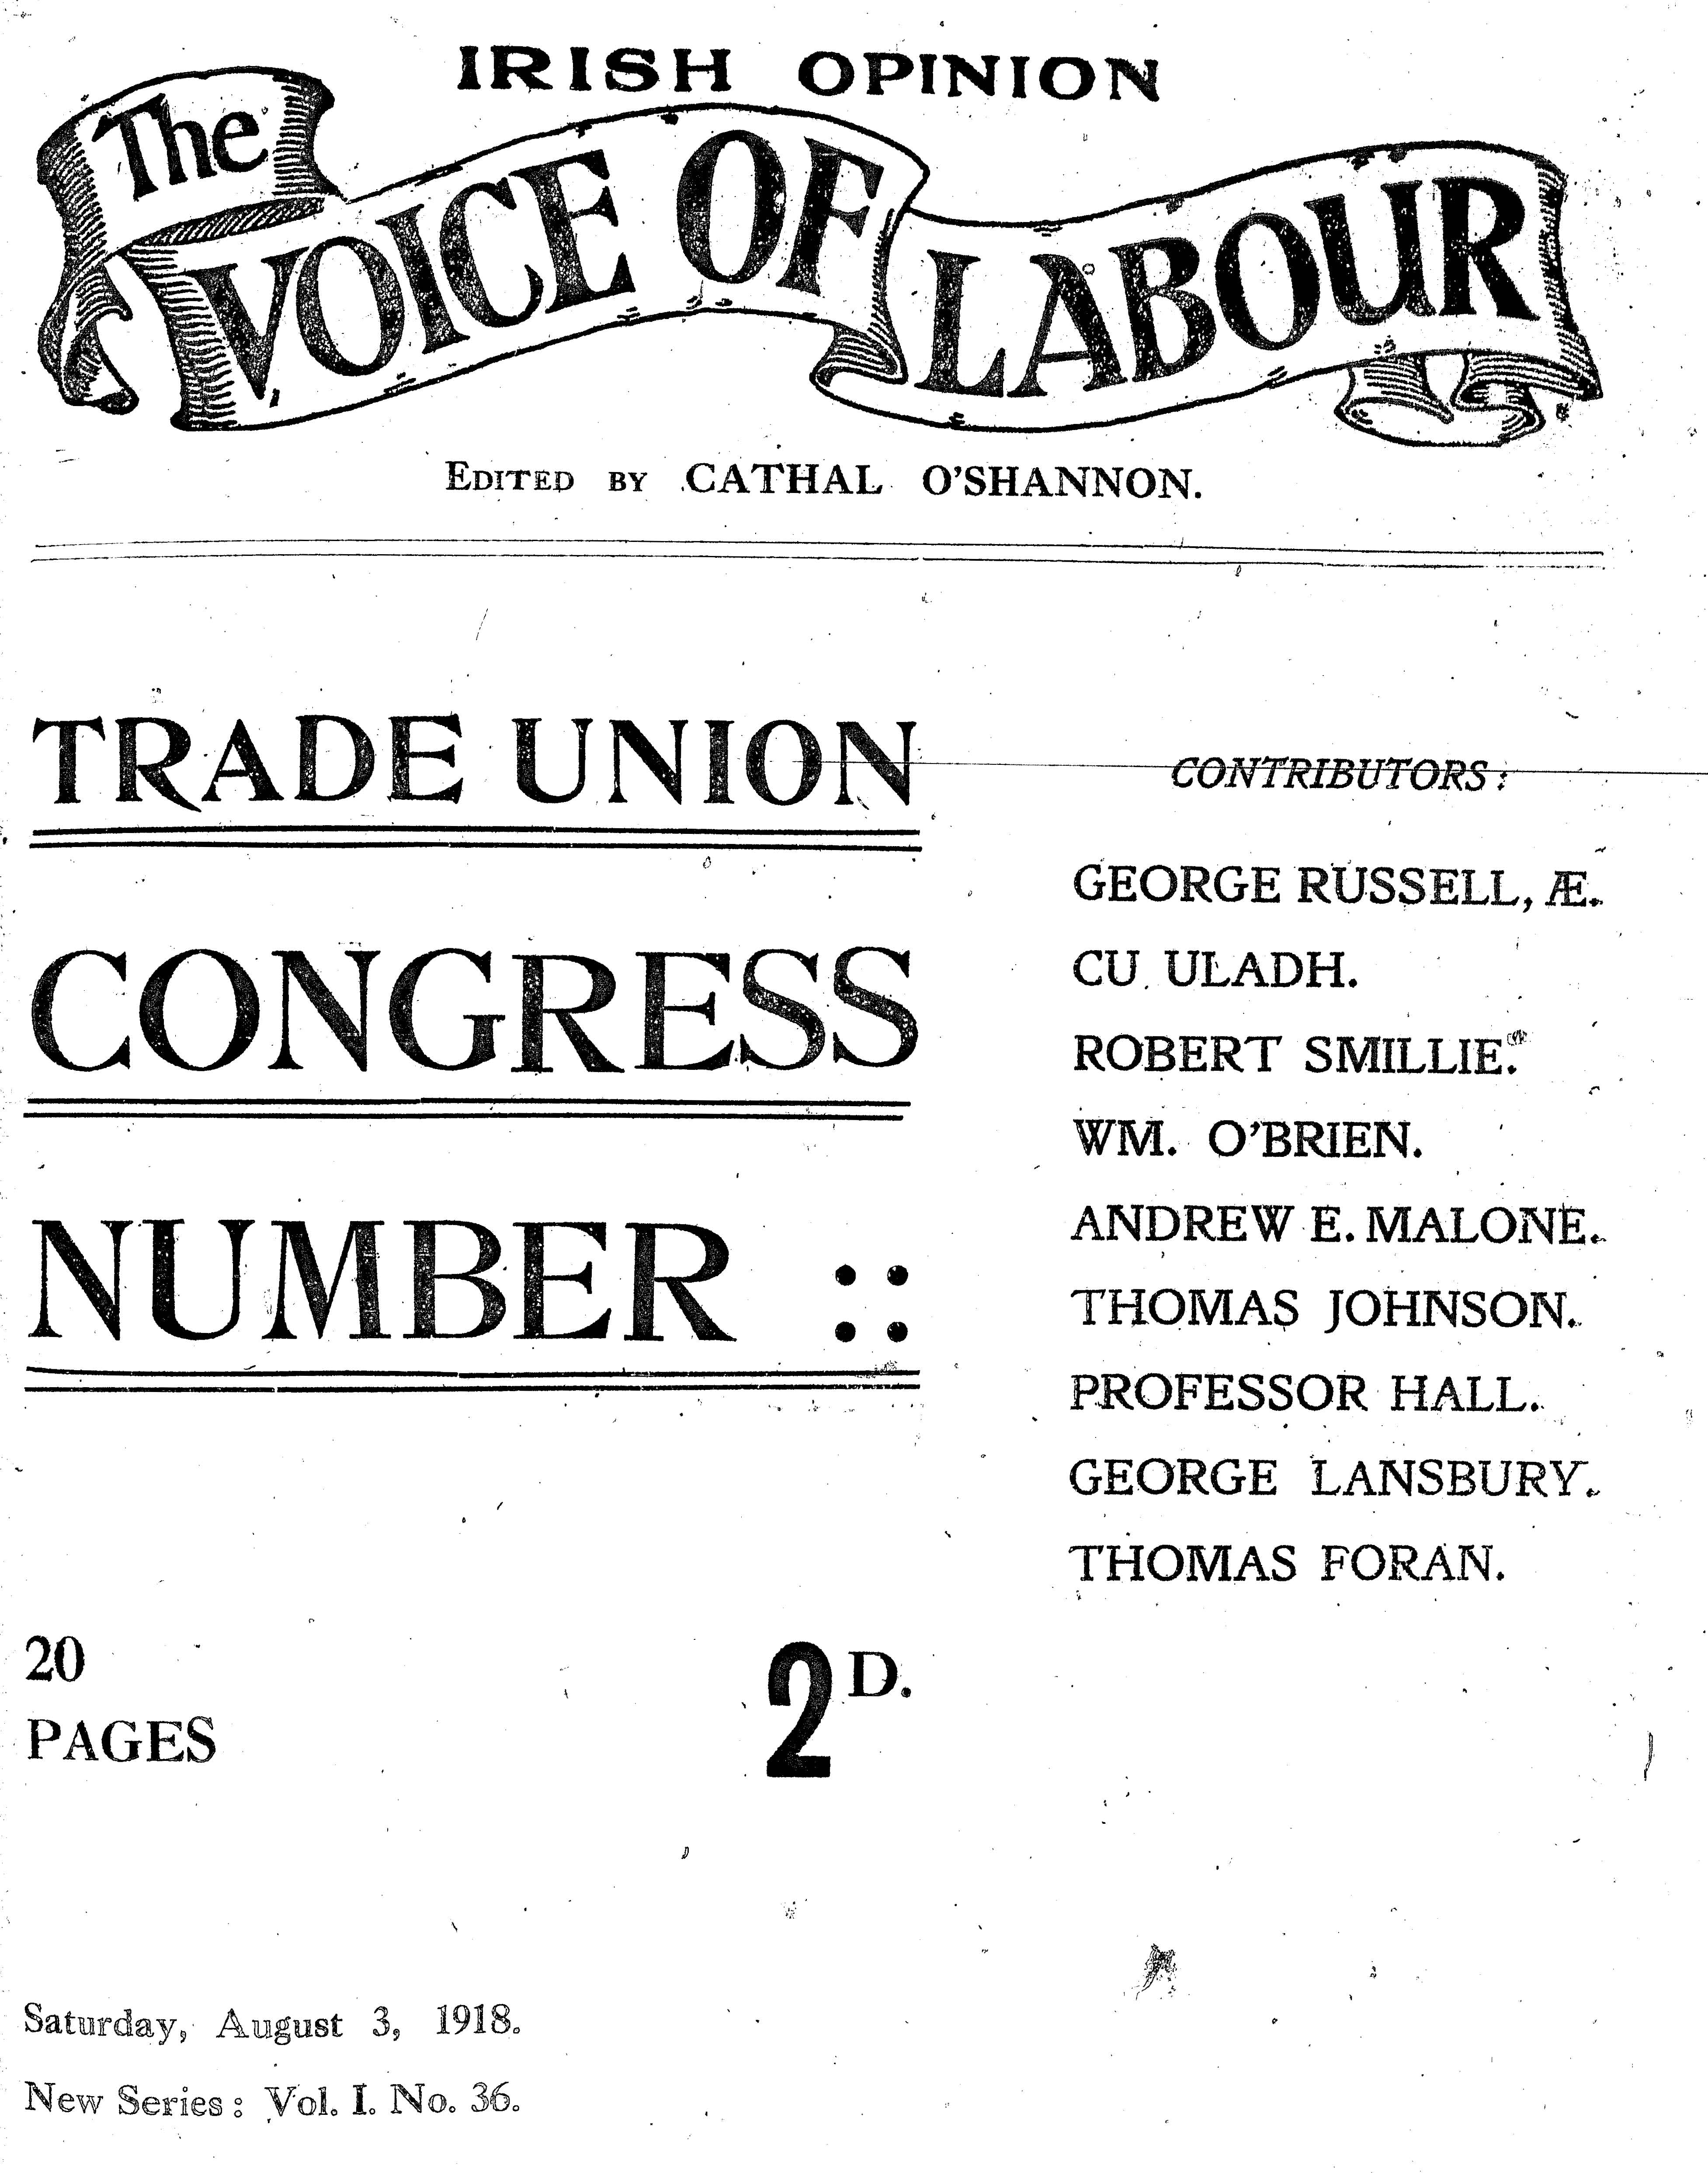 IRISH OPINION
The
VOICE OF LABOUR
EDITED BY CATHAL O'SHANNON.
TRADE UNION
CONGRESS
NUMBER ::
CONTRIBUTORS:
GEORGE RUSSELL, Æ.
CU ULADH.
ROBERT SMILLIE.
WM. O'BRIEN.
ANDREW E. MALONE.
THOMAS JOHNSON.
PROFESSOR HALL.
GEORGE LANSBURY.
THOMAS FORAN.
20
PAGES
2D.
Saturday, August 3, 1918.
New Series: Vol. I. No. 36.